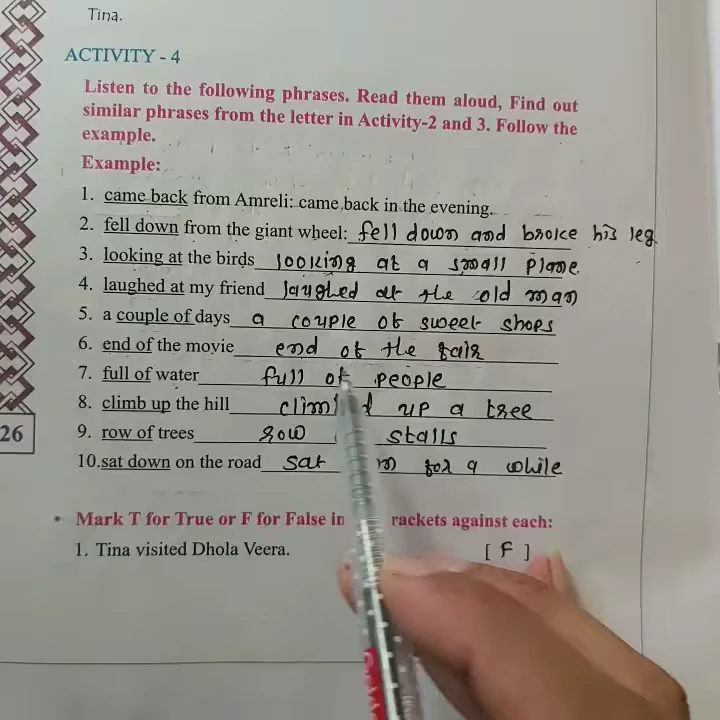 Tina.
ACTIVITY - 4
Listen to the following phrases. Read them aloud, Find out
similar phrases from the letter in Activity-2 and 3. Follow the
example.
Example:
1. came back from Amreli: came back in the evening.
2. fell down from the giant wheel: fell down and broke his leg
3. looking at the birds looking at a small plane.
4. laughed at my friend laughed at the old man
5. a couple of days a couple of sweet shops
6. end of the movie end of the fair
7. full of water full of people
8. climb up the hill up a tree
9. row of trees row stalls
10. sat down on the road sat for a while
26
• Mark T for True or F for False in rackets against each:
1. Tina visited Dhola Veera. [ F ]